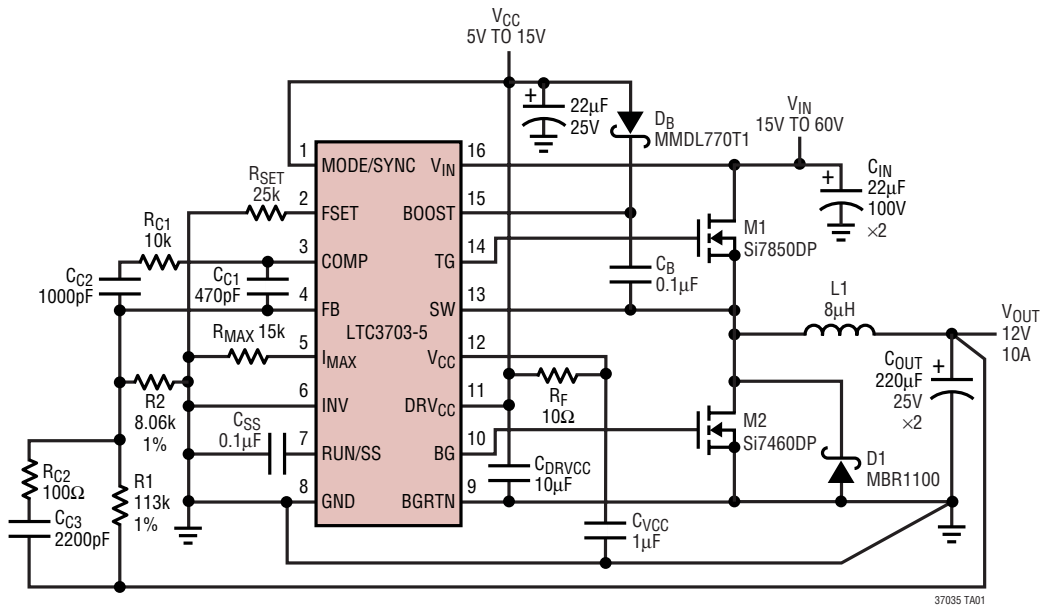 VCC
5V TO 15V
+
22µF
25V
DB
MMDL770T1
VIN
15V TO 60V
+
CIN
22µF
100V
×2
RSET
25k
RC1
10k
CC2
1000pF
CC1
470pF
RMAX 15k
R2
8.06k
1%
CSS
0.1µF
RC2
100Ω
CC3
2200pF
R1
113k
1%
1
2
3
4
5
6
7
8
MODE/SYNC
FSET
COMP
FB
IMAX
INV
RUN/SS
GND
LTC3703-5
VIN
BOOST
TG
SW
VCC
DRVCC
BG
BGRTN
16
15
14
13
12
11
10
9
CB
0.1µF
RF
10Ω
CDRVCC
10µF
CVCC
1µF
M1
Si7850DP
M2
Si7460DP
L1
8µH
D1
MBR1100
VOUT
12V
10A
COUT
220µF
25V
×2
+
37035 TA01